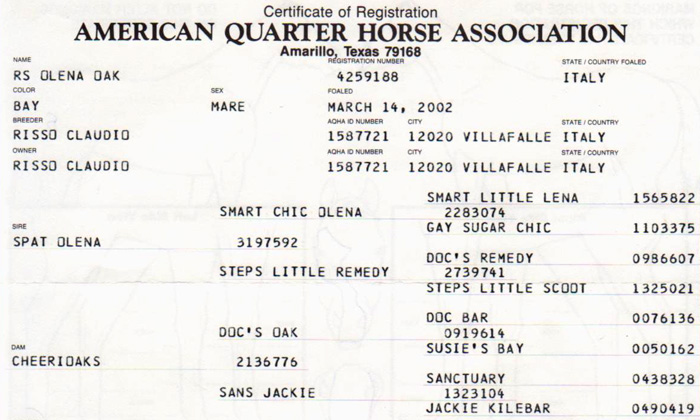 Certificate of Registration
AMERICAN QUARTER HORSE ASSOCIATION
Amarillo, Texas 79168
NAME REGISTRATION NUMBER STATE / COUNTRY FOALED
RS OLENA OAK 4259188 ITALY
COLOR SEX FOALED
BAY MARE MARCH 14, 2002
BREEDER AQHA ID NUMBER CITY STATE / COUNTRY
RISSO CLAUDIO 1587721 12020 VILLAFALLE ITALY
OWNER AQHA ID NUMBER CITY STATE / COUNTRY
RISSO CLAUDIO 1587721 12020 VILLAFALLE ITALY
SMART LITTLE LENA 1565822
SMART CHIC OLENA 2283074
GAY SUGAR CHIC 1103375
SIRE
SPAT OLENA 3197592
DOC'S REMEDY 0986607
STEPS LITTLE REMEDY 2739741
STEPS LITTLE SCOOT 1325021
DOC BAR 0076136
DOC'S OAK 0919614
DAM SUSIE'S BAY 0050162
CHEERIOAKS 2136776
SANCTUARY 0438328
SANS JACKIE 1323104
JACKIE KILEBAR 0490419